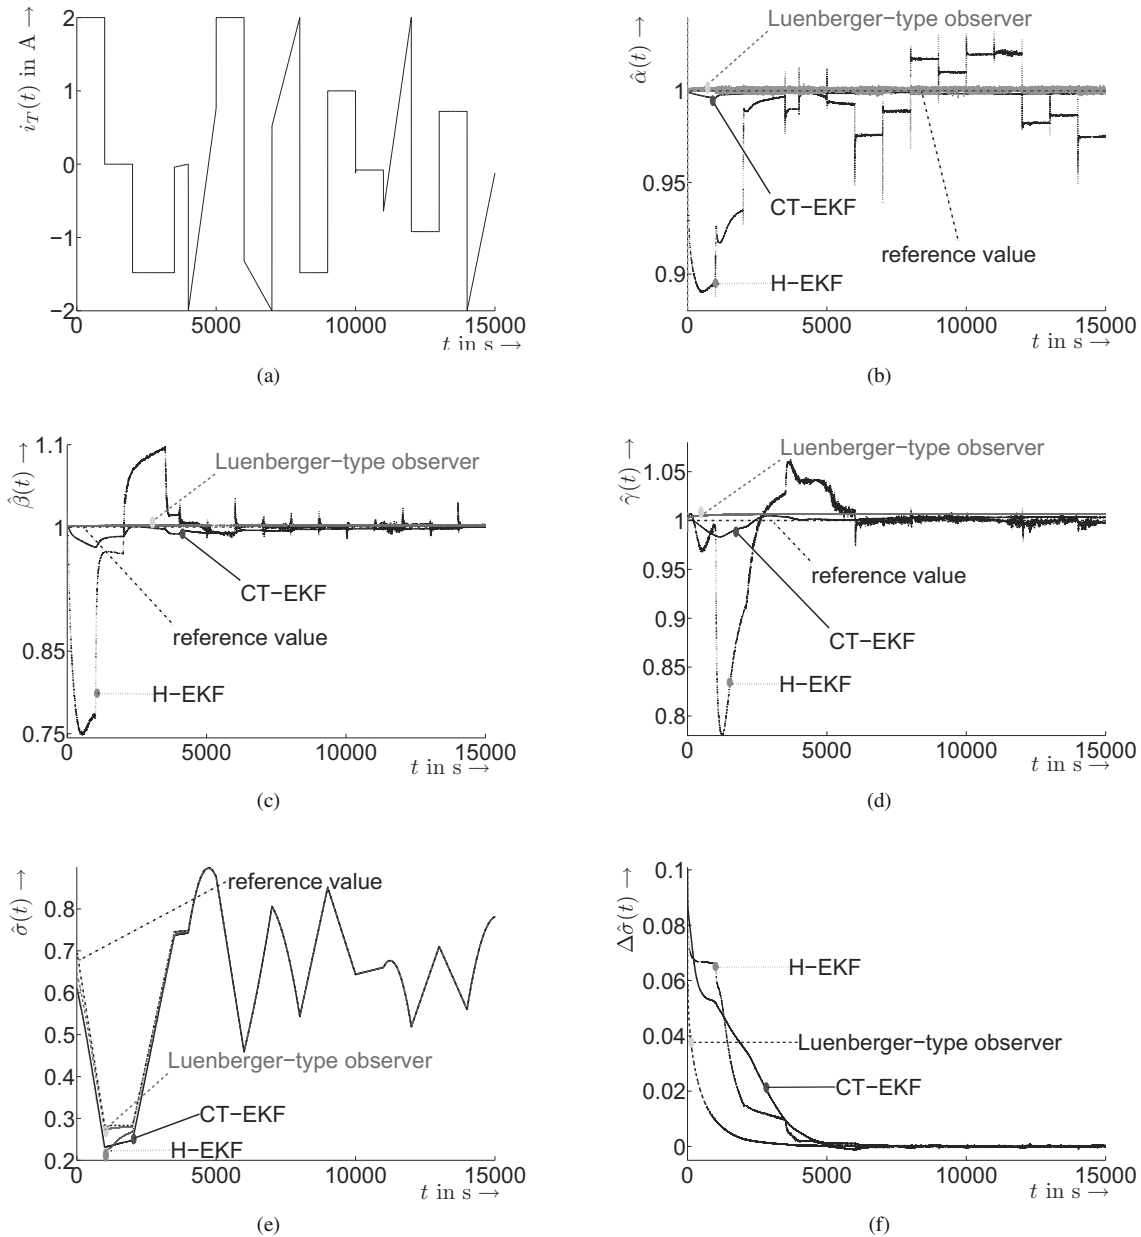 i_T(t) in A →
2
1
0
−1
−2
0
5000
10000
15000
t in s →
(a)
α̂(t) →
Luenberger−type observer
1
0.95
0.9
CT−EKF
reference value
H−EKF
0
5000
10000
15000
t in s →
(b)
β̂(t) →
1.1
1
0.85
0.75
Luenberger−type observer
CT−EKF
reference value
H−EKF
0
5000
10000
15000
t in s →
(c)
γ̂(t) →
Luenberger−type observer
1.05
1
0.95
0.9
0.85
0.8
reference value
CT−EKF
H−EKF
0
5000
10000
15000
t in s →
(d)
σ̂(t) →
reference value
0.8
0.7
0.6
0.5
0.4
0.3
0.2
Luenberger−type observer
CT−EKF
H−EKF
0
5000
10000
15000
t in s →
(e)
Δσ̂(t) →
0.1
0.08
0.06
0.04
0.02
0
H−EKF
Luenberger−type observer
CT−EKF
0
5000
10000
15000
t in s →
(f)